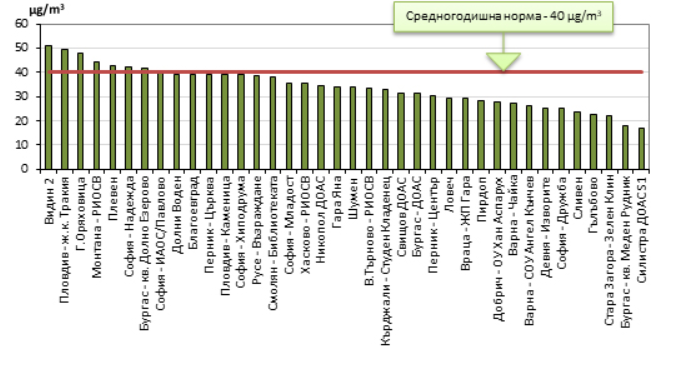 µg/m³
Средногодишна норма - 40 µg/m³
60
50
40
30
20
10
0
Видин 2
Пловдив - ж.к. Тракия
Г.Оряховица
Монтана - РИОСВ
Плевен
София - Надежда
Бургас - кв. Долно Езерово
София - ИАОС/Павлово
Долни Воден
Благоевград
Перник - Църква
Пловдив - Каменица
София - Хиподрума
Русе - Възраждане
Смолян - Библиотеката
София - Младост
Хасково - РИОСВ
Никопол ДОАС
Гара Яна
Шумен
В.Търново - РИОСВ
Кърджали - Студен Кладенец
Свищов ДОАС
Бургас - ДОАС
Перник - Център
Ловеч
Враца - ЖП Гара
Пирдоп
Добрич - ОУ Хан Аспарух
Варна - Чайка
Варна - СОУ Ангел Кънчев
Девня - Изворите
София - Дружба
Сливен
Гълъбово
Стара Загора - Зелен Клин
Бургас - кв. Меден Рудник
Силистра ДОАС S1